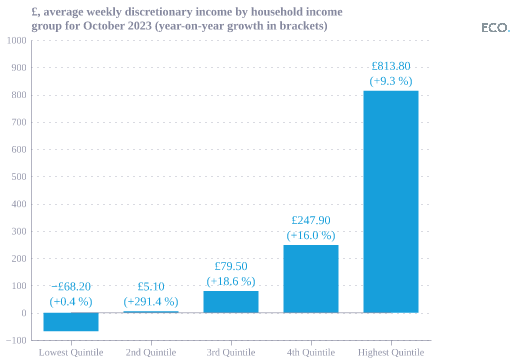 £, average weekly discretionary income by household income
group for October 2023 (year-on-year growth in brackets)
ECO.
1000
900
800
700
600
500
400
300
200
100
0
−100
−£68.20
(+0.4 %)
£5.10
(+291.4 %)
£79.50
(+18.6 %)
£247.90
(+16.0 %)
£813.80
(+9.3 %)
Lowest Quintile
2nd Quintile
3rd Quintile
4th Quintile
Highest Quintile